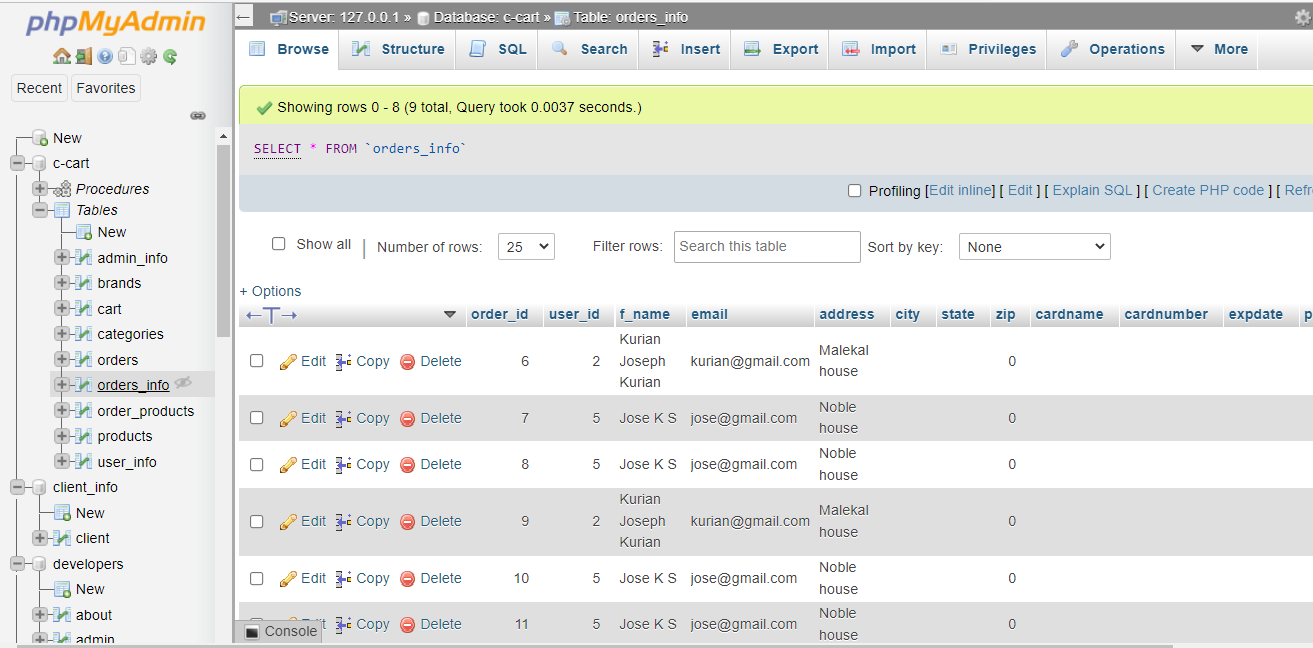 phpMyAdmin
Recent Favorites
New
c-cart
Procedures
Tables
New
admin_info
brands
cart
categories
orders
orders_info
order_products
products
user_info
client_info
New
client
developers
New
about
admin
Server: 127.0.0.1 » Database: c-cart » Table: orders_info
Browse Structure SQL Search Insert Export Import Privileges Operations More
Showing rows 0 - 8 (9 total, Query took 0.0037 seconds.)
SELECT * FROM `orders_info`
Profiling [Edit inline] [ Edit ] [ Explain SQL ] [ Create PHP code ] [ Refr
Show all | Number of rows: 25 Filter rows: Search this table Sort by key: None
+ Options
←T→ order_id user_id f_name email address city state zip cardname cardnumber expdate p
Edit Copy Delete 6 2 Kurian Joseph Kurian kurian@gmail.com Malekal house 0
Edit Copy Delete 7 5 Jose K S jose@gmail.com Noble house 0
Edit Copy Delete 8 5 Jose K S jose@gmail.com Noble house 0
Edit Copy Delete 9 2 Kurian Joseph Kurian kurian@gmail.com Malekal house 0
Edit Copy Delete 10 5 Jose K S jose@gmail.com Noble house 0
Copy Delete 11 5 Jose K S jose@gmail.com Noble house 0
Console